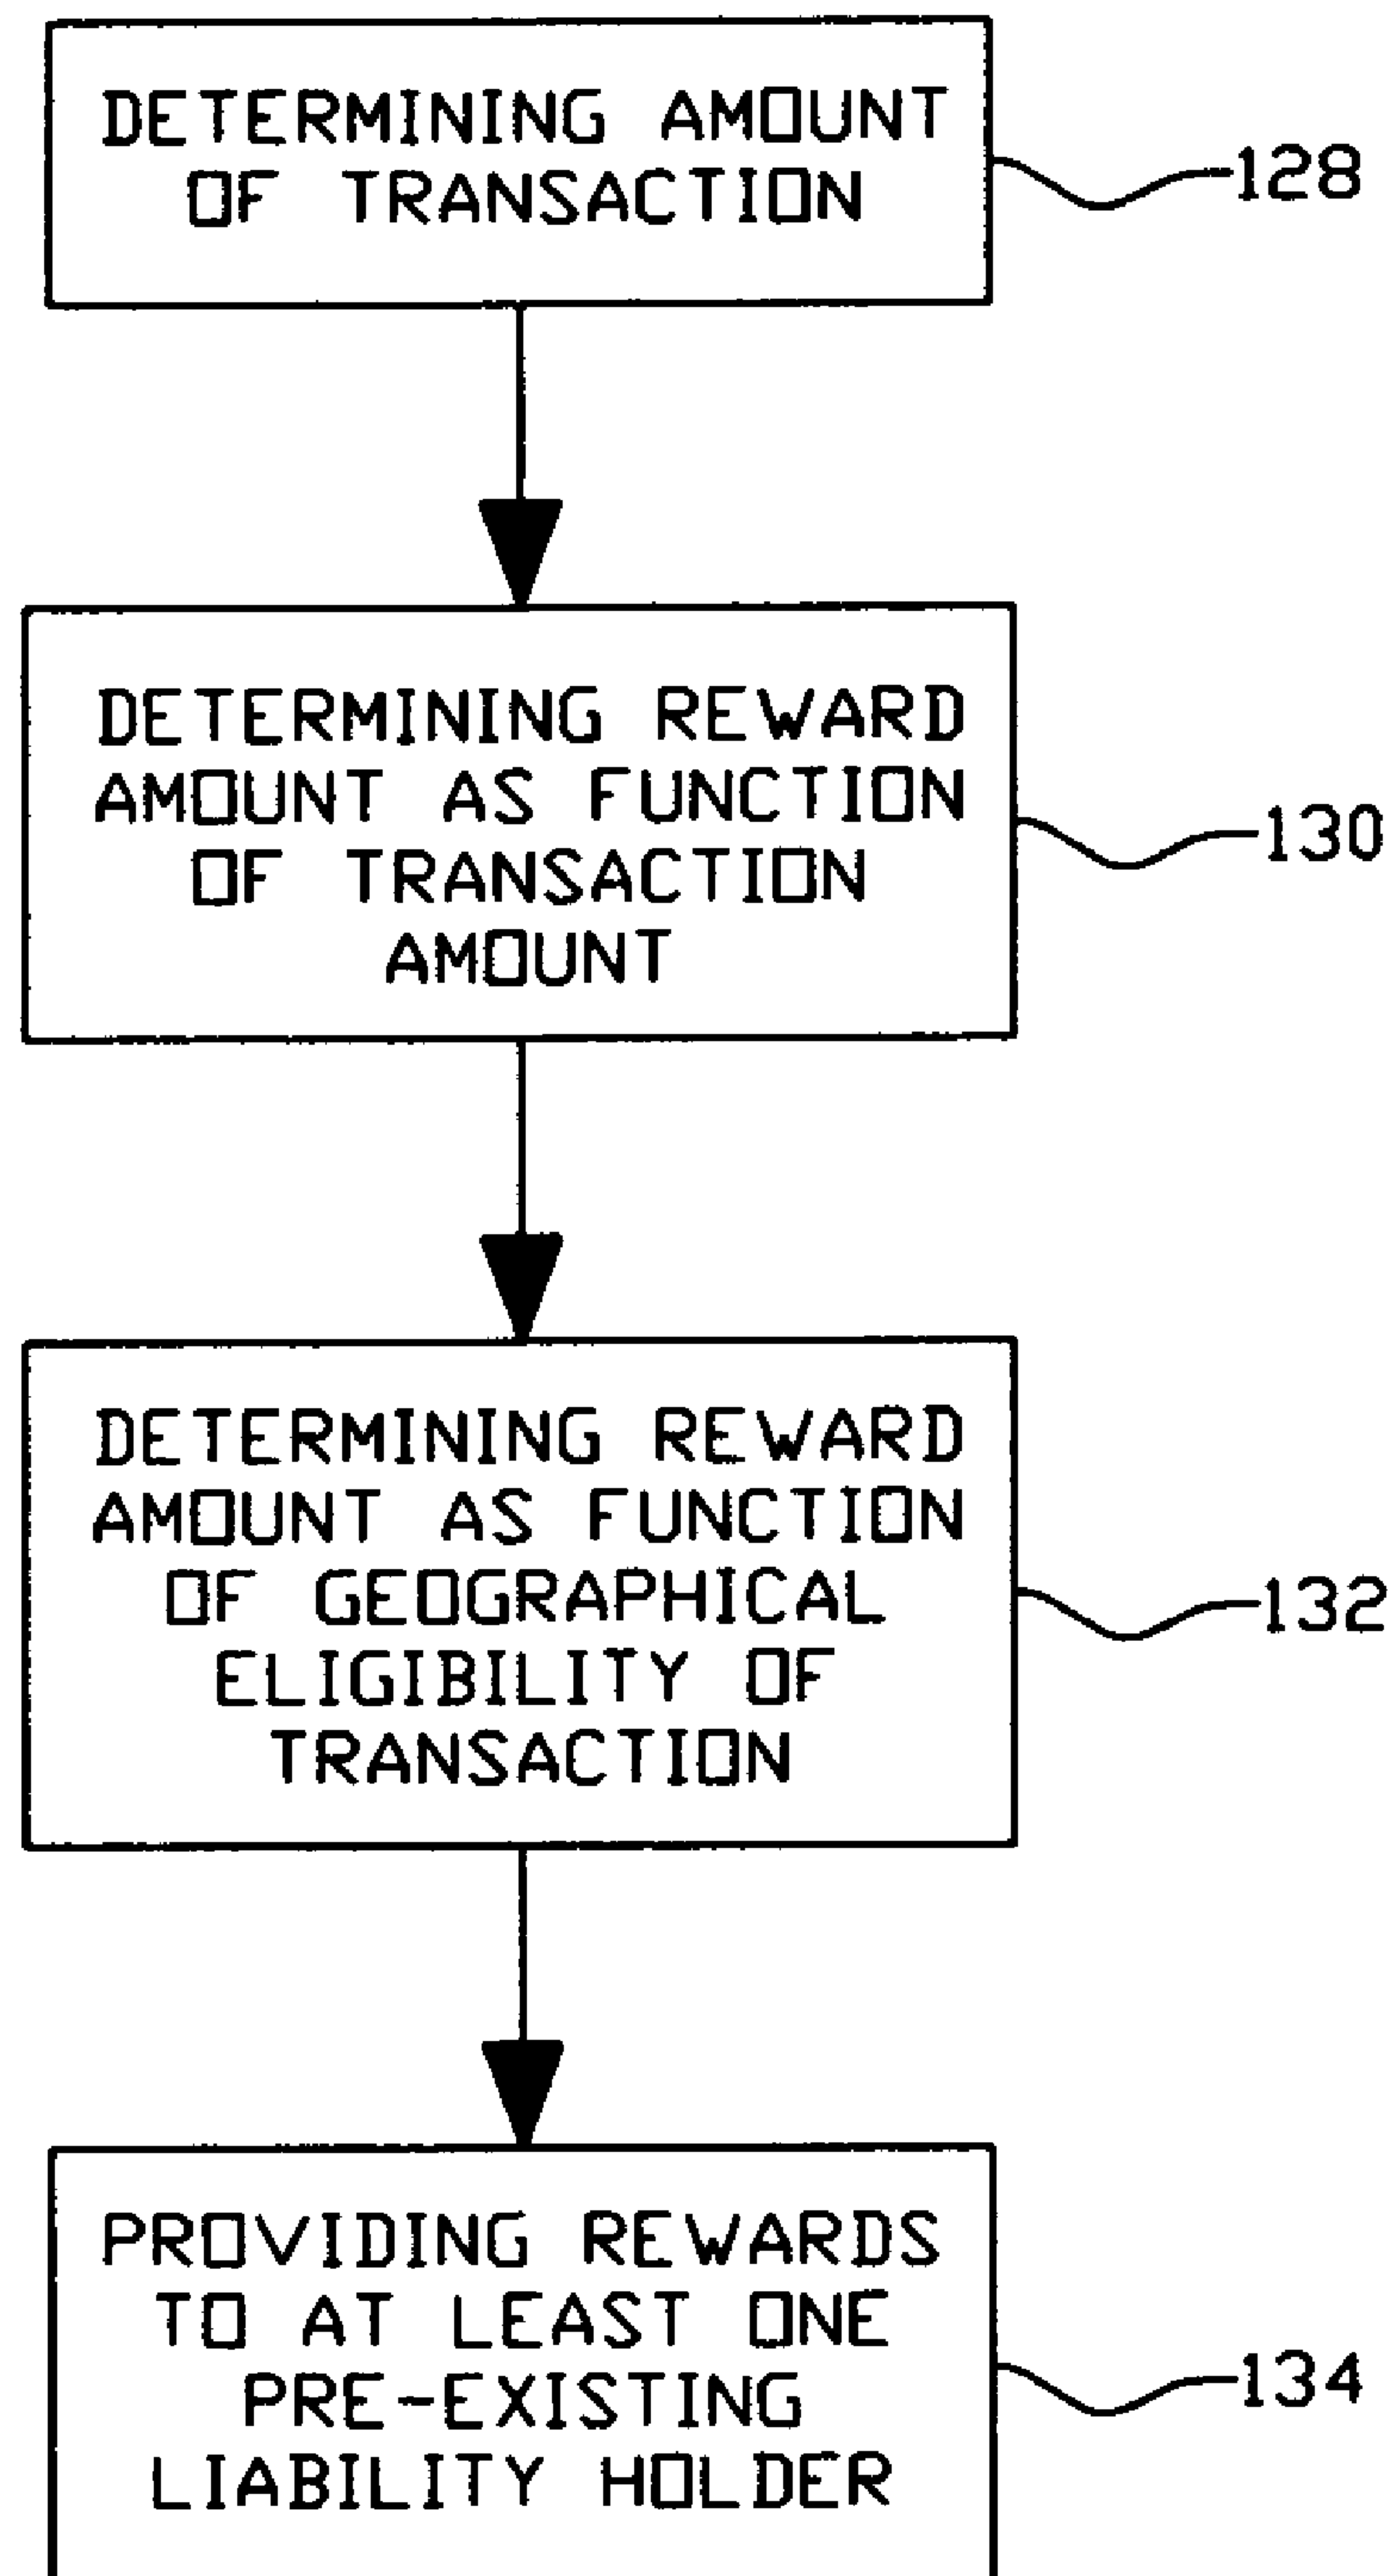 DETERMINING AMOUNT
OF TRANSACTION
128
DETERMINING REWARD
AMOUNT AS FUNCTION
OF TRANSACTION
AMOUNT
130
DETERMINING REWARD
AMOUNT AS FUNCTION
OF GEOGRAPHICAL
ELIGIBILITY OF
TRANSACTION
132
PROVIDING REWARDS
TO AT LEAST ONE
PRE-EXISTING
LIABILITY HOLDER
134